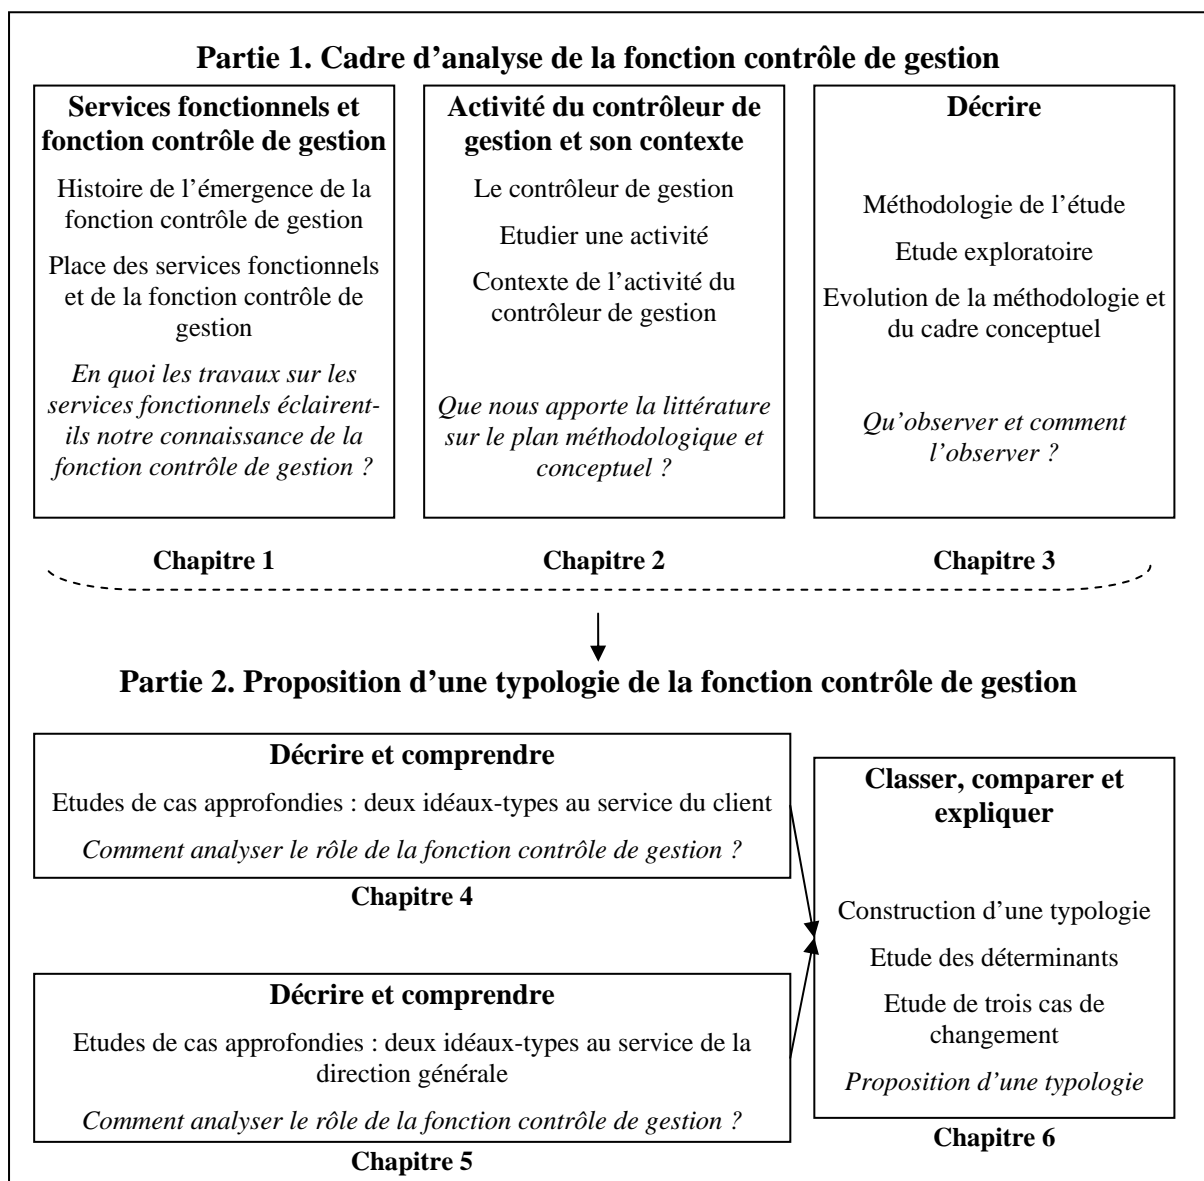 Partie 1. Cadre d’analyse de la fonction contrôle de gestion
Services fonctionnels et
fonction contrôle de gestion
Histoire de l’émergence de la
fonction contrôle de gestion
Place des services fonctionnels
et de la fonction contrôle de
gestion
En quoi les travaux sur les
services fonctionnels éclairent-
ils notre connaissance de la
fonction contrôle de gestion ?
Chapitre 1
Activité du contrôleur de
gestion et son contexte
Le contrôleur de gestion
Etudier une activité
Contexte de l’activité du
contrôleur de gestion
Que nous apporte la littérature
sur le plan méthodologique et
conceptuel ?
Chapitre 2
Décrire
Méthodologie de l’étude
Etude exploratoire
Evolution de la méthodologie et
du cadre conceptuel
Qu’observer et comment
l’observer ?
Chapitre 3
Partie 2. Proposition d’une typologie de la fonction contrôle de gestion
Décrire et comprendre
Etudes de cas approfondies : deux idéaux-types au service du client
Comment analyser le rôle de la fonction contrôle de gestion ?
Chapitre 4
Décrire et comprendre
Etudes de cas approfondies : deux idéaux-types au service de la
direction générale
Comment analyser le rôle de la fonction contrôle de gestion ?
Chapitre 5
Classer, comparer et
expliquer
Construction d’une typologie
Etude des déterminants
Etude de trois cas de
changement
Proposition d’une typologie
Chapitre 6